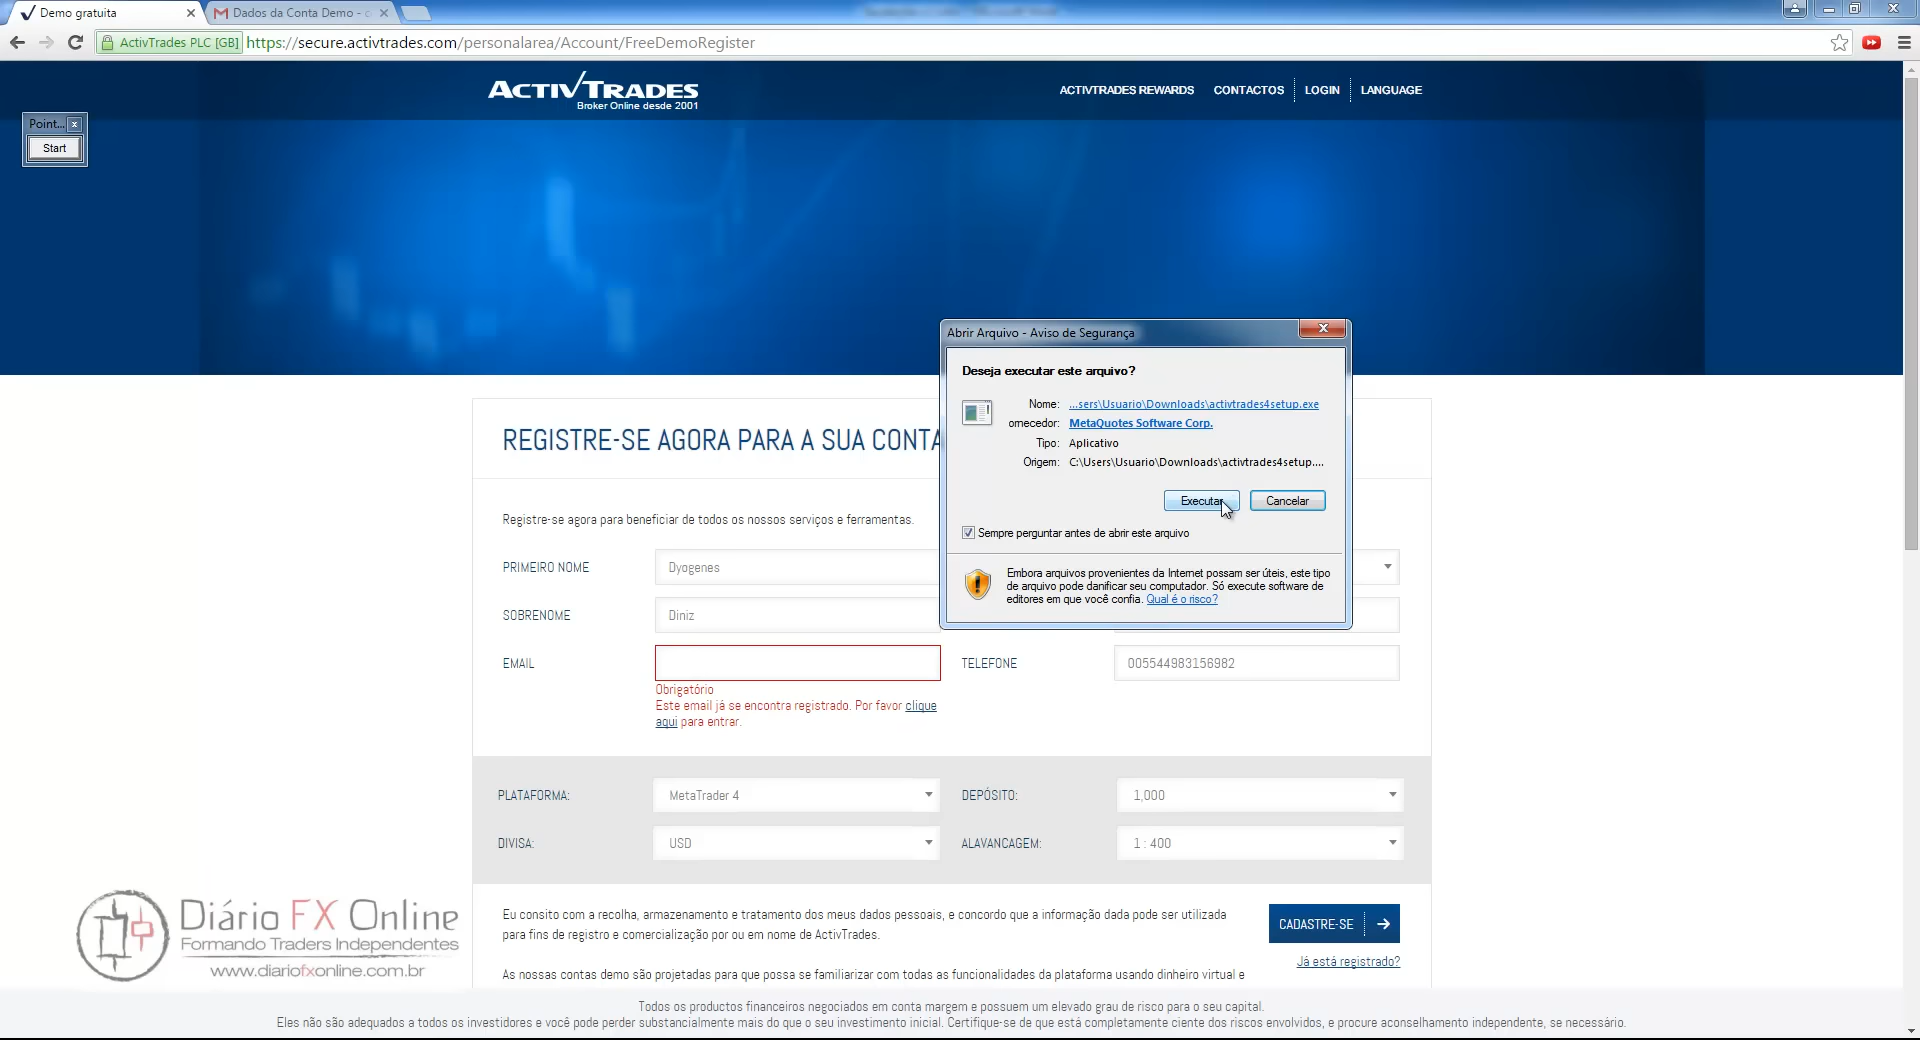 Demo gratuita
Dados da Conta Demo - c
ActivTrades PLC [GB] https://secure.activtrades.com/personalarea/Account/FreeDemoRegister
ACTIVTRADES
Broker Online desde 2001
ACTIVTRADES REWARDS CONTACTOS LOGIN LANGUAGE
Point... x
Start
Abrir Arquivo - Aviso de Segurança
Deseja executar este arquivo?
Nome: ...sers\Usuario\Downloads\activtrades4setup.exe
ornecedor: MetaQuotes Software Corp.
Tipo: Aplicativo
Origem: C:\Users\Usuario\Downloads\activtrades4setup....
Executar Cancelar
Sempre perguntar antes de abrir este arquivo
Embora arquivos provenientes da Internet possam ser úteis, este tipo
de arquivo pode danificar seu computador. Só execute software de
editores em que você confia. Qual é o risco?
REGISTRE-SE AGORA PARA A SUA CONTA
Registre-se agora para beneficiar de todos os nossos serviços e ferramentas.
PRIMEIRO NOME Dyogenes
SOBRENOME Diniz
EMAIL
TELEFONE 005544983156982
Obrigatório
Este email já se encontra registrado. Por favor clique
aqui para entrar.
PLATAFORMA: MetaTrader 4 DEPÓSITO: 1,000
DIVISA: USD ALAVANCAGEM: 1 : 400
Eu consito com a recolha, armazenamento e tratamento dos meus dados pessoais, e concordo que a informação dada pode ser utilizada
para fins de registro e comercialização por ou em nome de ActivTrades.
CADASTRE-SE
Já está registrado?
As nossas contas demo são projetadas para que possa se familiarizar com todas as funcionalidades da plataforma usando dinheiro virtual e
Diário FX Online
Formando Traders Independentes
www.diariofxonline.com.br
Todos os produtos financeiros negociados em conta margem e possuem um elevado grau de risco para o seu capital.
Eles não são adequados a todos os investidores e você pode perder substancialmente mais do que o seu investimento inicial. Certifique-se de que está completamente ciente dos riscos envolvidos, e procure aconselhamento independente, se necessário.